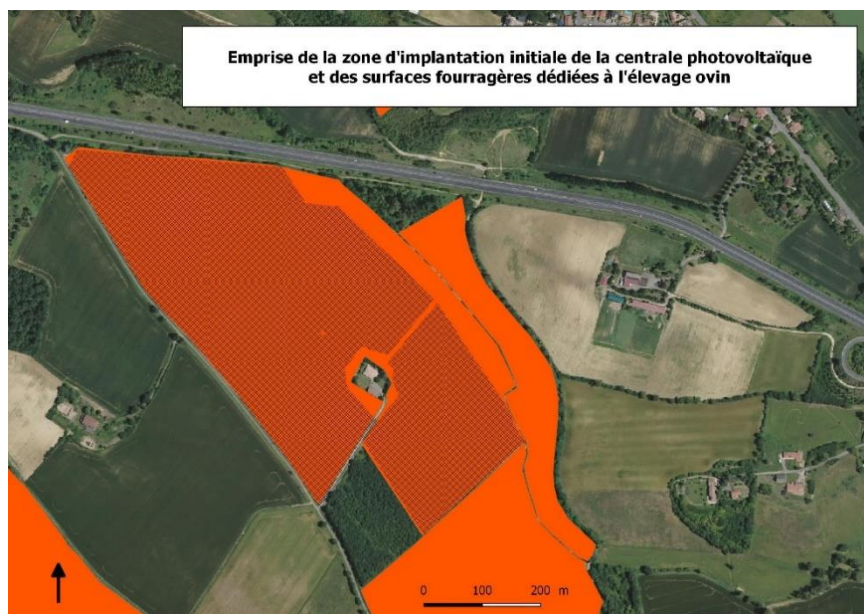 Emprise de la zone d'implantation initiale de la centrale photovoltaïque
et des surfaces fourragères dédiées à l'élevage ovin
0 100 200 m